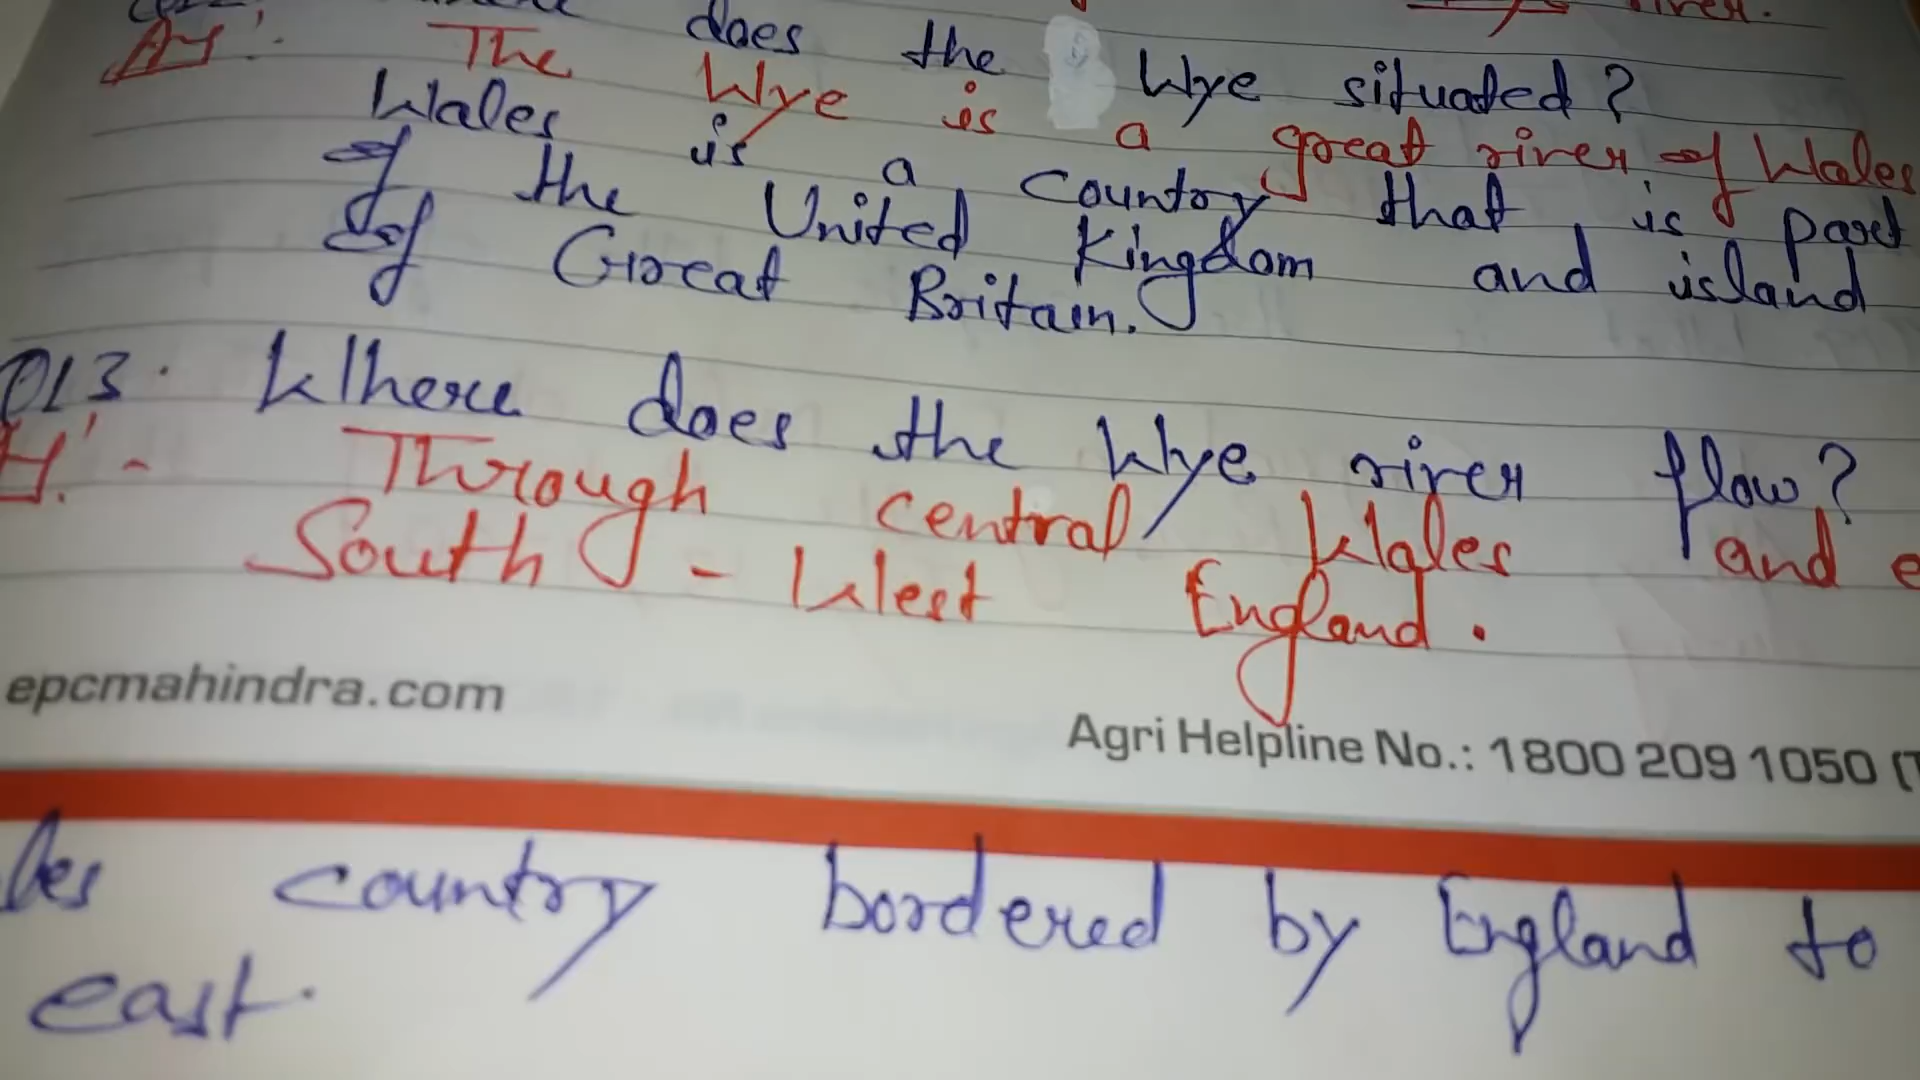 does the Wye situated?
The Wye is a great river of Wales
Wales is a country that is part
of the United Kingdom and island
of Great Britain.
Q13. Where does the Wye river flow?
Through central Wales and
South-West England.
epcmahindra.com
Agri Helpline No.: 1800 209 1050 (T
les country bordered by England to
east.